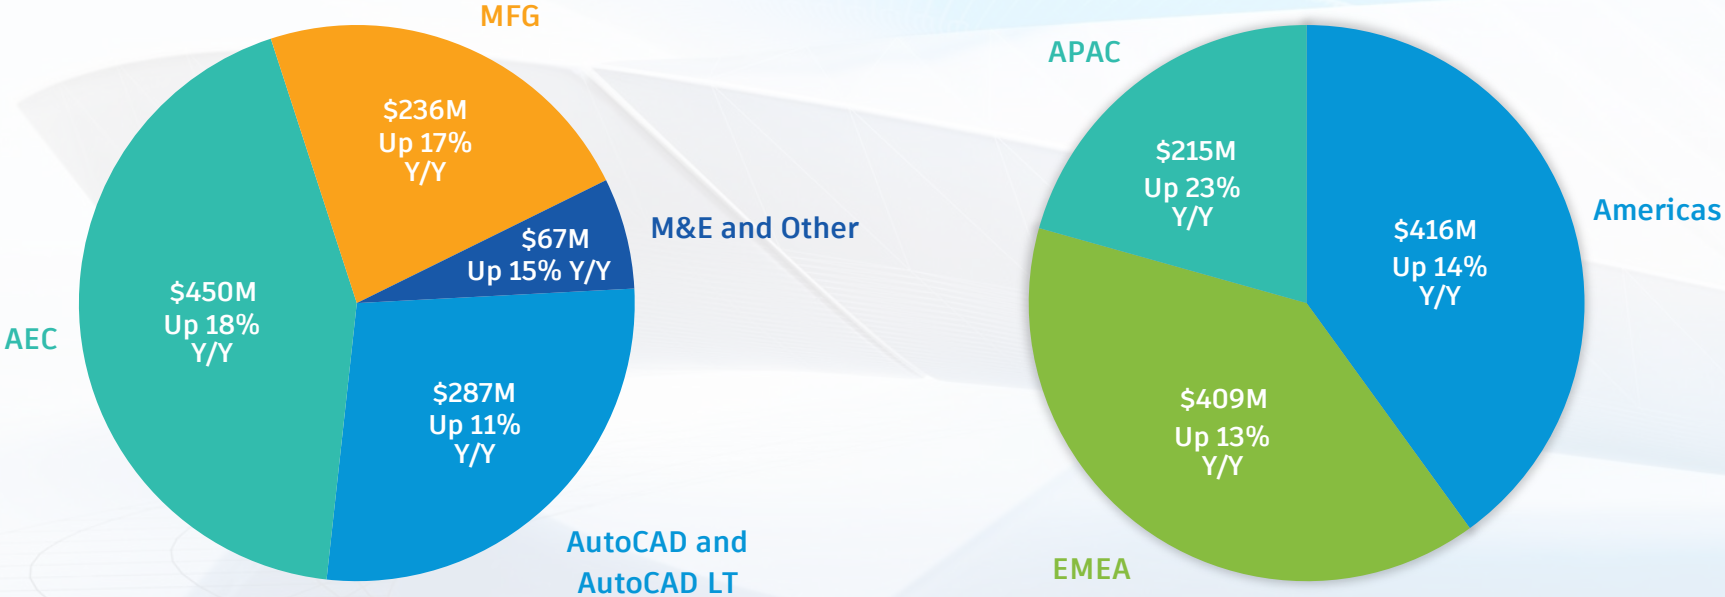 MFG
$236M
Up 17%
Y/Y
M&E and Other
$67M
Up 15% Y/Y
AEC
$450M
Up 18%
Y/Y
$287M
Up 11%
Y/Y
AutoCAD and
AutoCAD LT
APAC
$215M
Up 23%
Y/Y
Americas
$416M
Up 14%
Y/Y
$409M
Up 13%
Y/Y
EMEA